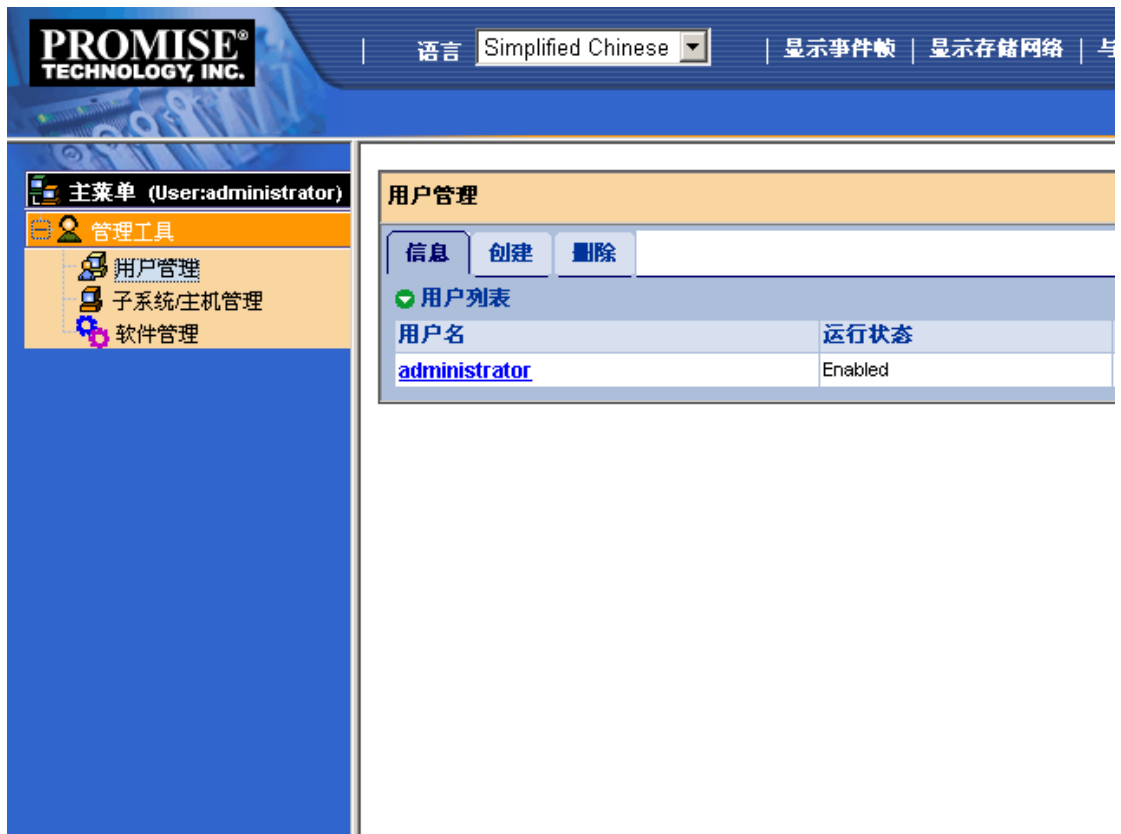 PROMISE®
TECHNOLOGY, INC.
| 语言 Simplified Chinese | 显示事件帧 | 显示存储网络 |
主菜单 (User:administrator)
管理工具
用户管理
子系统/主机管理
软件管理
用户管理
信息 创建 删除
用户列表
用户名 运行状态
administrator Enabled